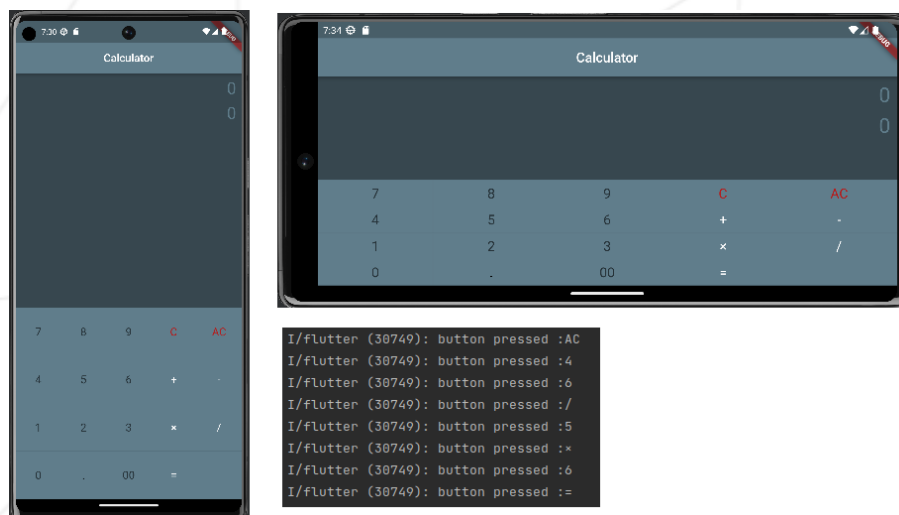 7:30
Calculator
0
0
7 8 9 C AC
4 5 6 + -
1 2 3 × /
0 . 00 =
7:34
DEBUG
Calculator
0
0
7 8 9 C AC
4 5 6 + -
1 2 3 × /
0 . 00 =
I/flutter (30749): button pressed :AC
I/flutter (30749): button pressed :4
I/flutter (30749): button pressed :6
I/flutter (30749): button pressed :/
I/flutter (30749): button pressed :5
I/flutter (30749): button pressed :×
I/flutter (30749): button pressed :6
I/flutter (30749): button pressed :=